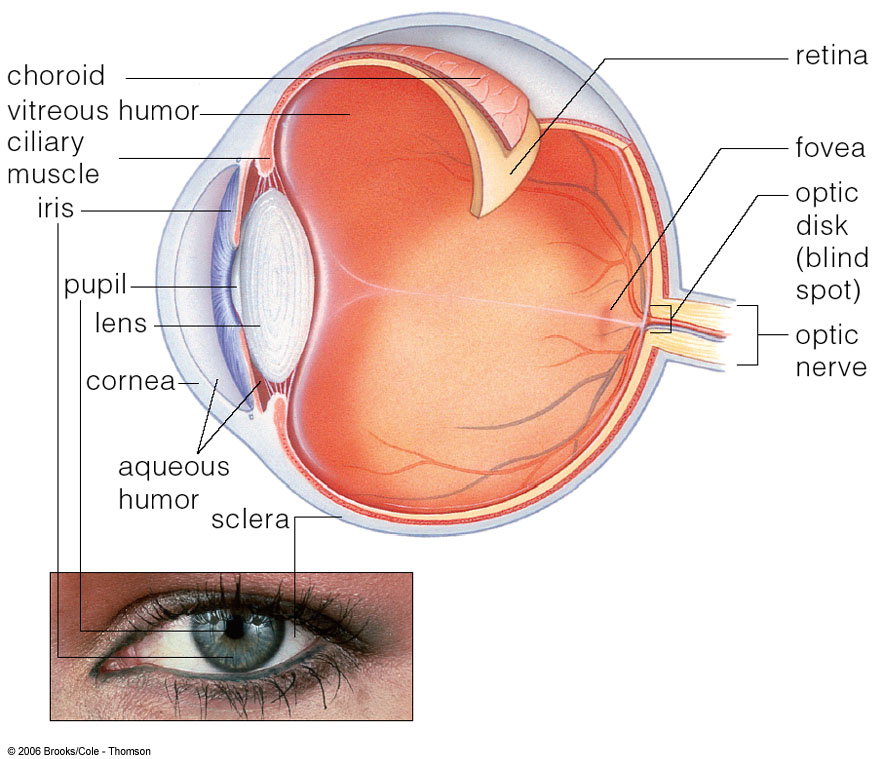 choroid
vitreous humor
ciliary
muscle
iris
pupil
lens
cornea
aqueous
humor
sclera
retina
fovea
optic
disk
(blind
spot)
optic
nerve
© 2006 Brooks/Cole - Thomson